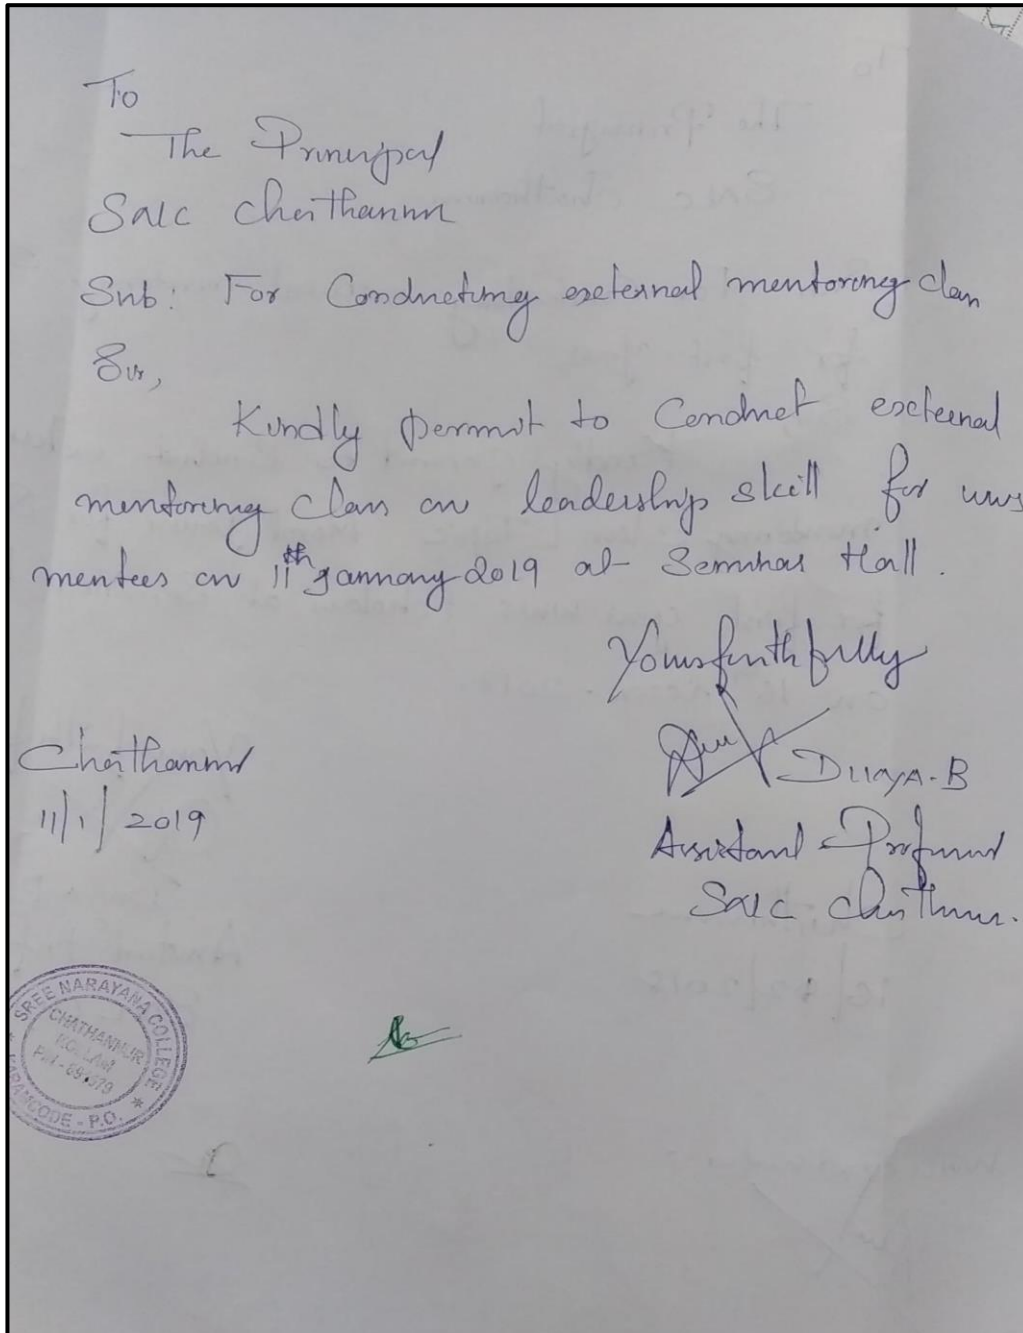 To
The Principal
SNC Chathannur
Sub: For Conducting external mentoring class
Sir,
Kindly permit to Conduct external
mentoring class on leadership skill for
mentees on 11th January 2019 at Seminar Hall.
Yours faithfully
Chathannur
DIVYA.B
11/1/2019
Assistant Professor
SNC Chathannur.
SREE NARAYANA COLLEGE
CHATHANNUR
KOLLAM
KARAMCODE - P.O.